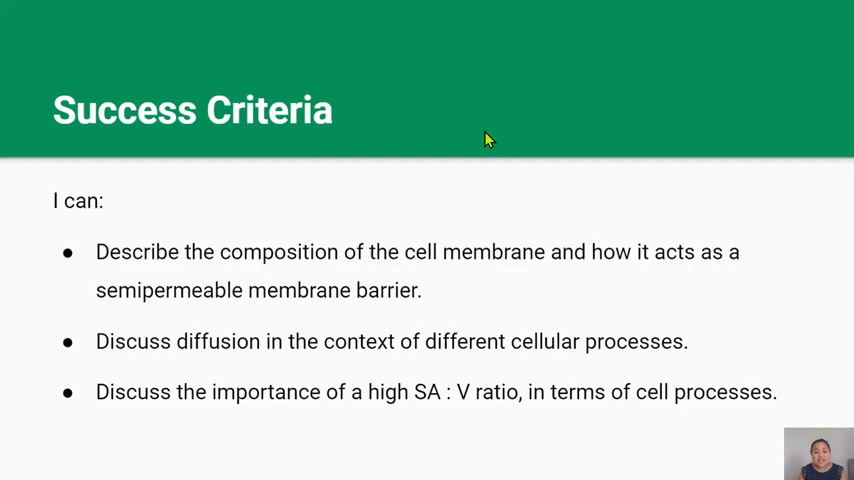 Success Criteria
I can:
● Describe the composition of the cell membrane and how it acts as a
semipermeable membrane barrier.
● Discuss diffusion in the context of different cellular processes.
● Discuss the importance of a high SA : V ratio, in terms of cell processes.